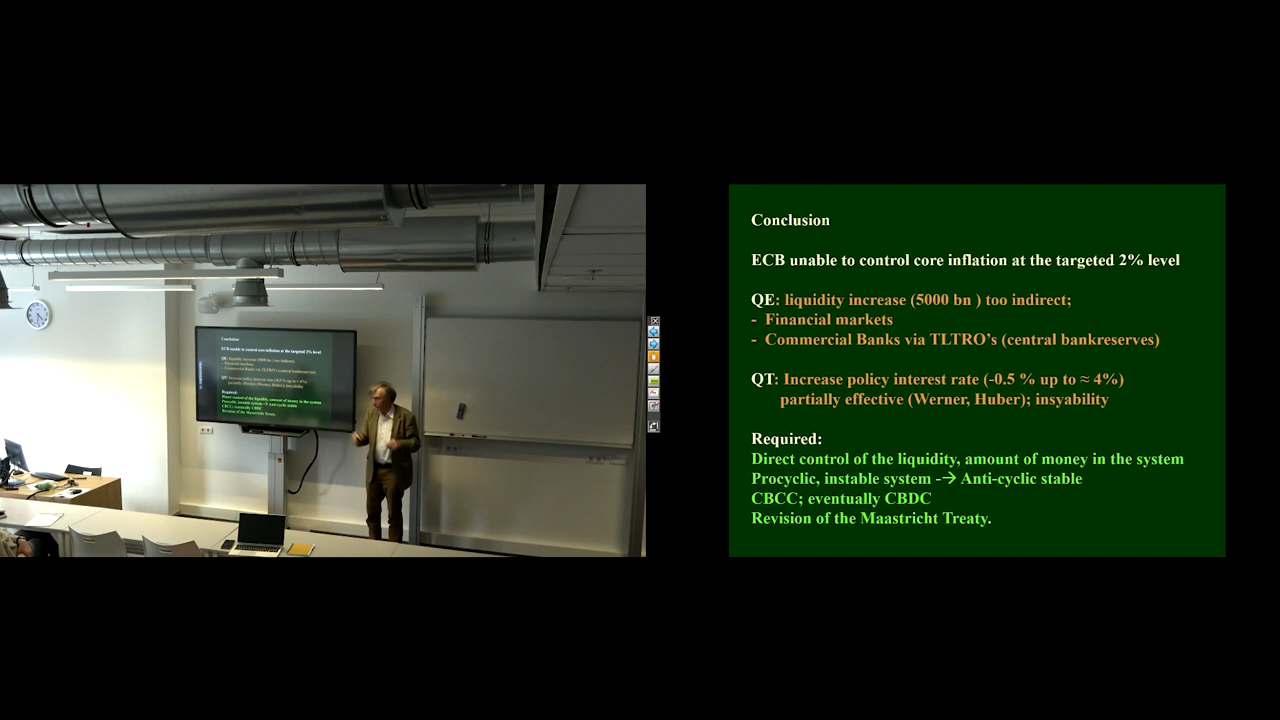 Conclusion
ECB unable to control core inflation at the targeted 2% level
QE: liquidity increase (5000 bn ) too indirect;
- Financial markets
- Commercial Banks via TLTRO's (central bankreserves)
QT: Increase policy interest rate (-0.5 % up to ≈ 4%)
partially effective (Werner, Huber); insyability
Required:
Direct control of the liquidity, amount of money in the system
Procyclic, instable system -→ Anti-cyclic stable
CBCC; eventually CBDC
Revision of the Maastricht Treaty.